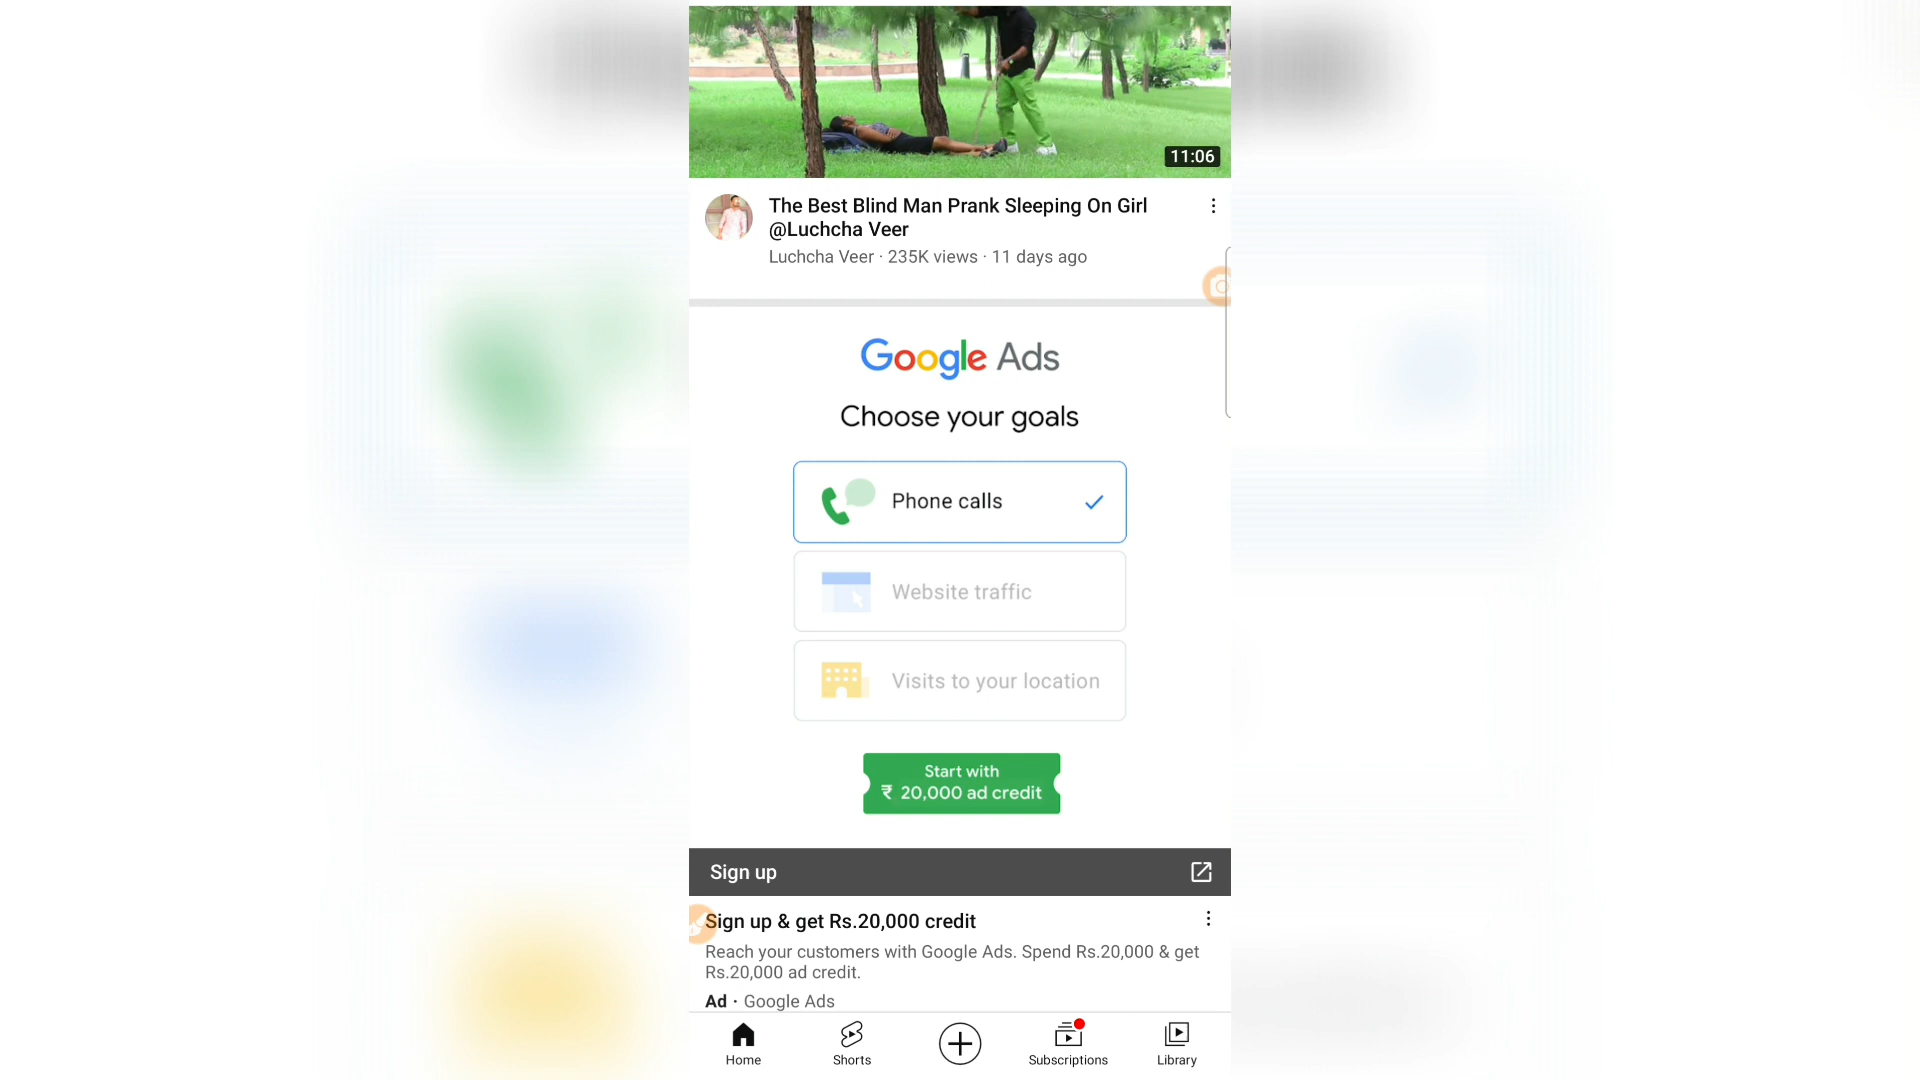 11:06
The Best Blind Man Prank Sleeping On Girl
@Luchcha Veer
Luchcha Veer · 235K views · 11 days ago
Google Ads
Choose your goals
Phone calls
Website traffic
Visits to your location
Start with
₹ 20,000 ad credit
Sign up
Sign up & get Rs.20,000 credit
Reach your customers with Google Ads. Spend Rs.20,000 & get
Rs.20,000 ad credit.
Ad · Google Ads
Home
Shorts
Subscriptions
Library